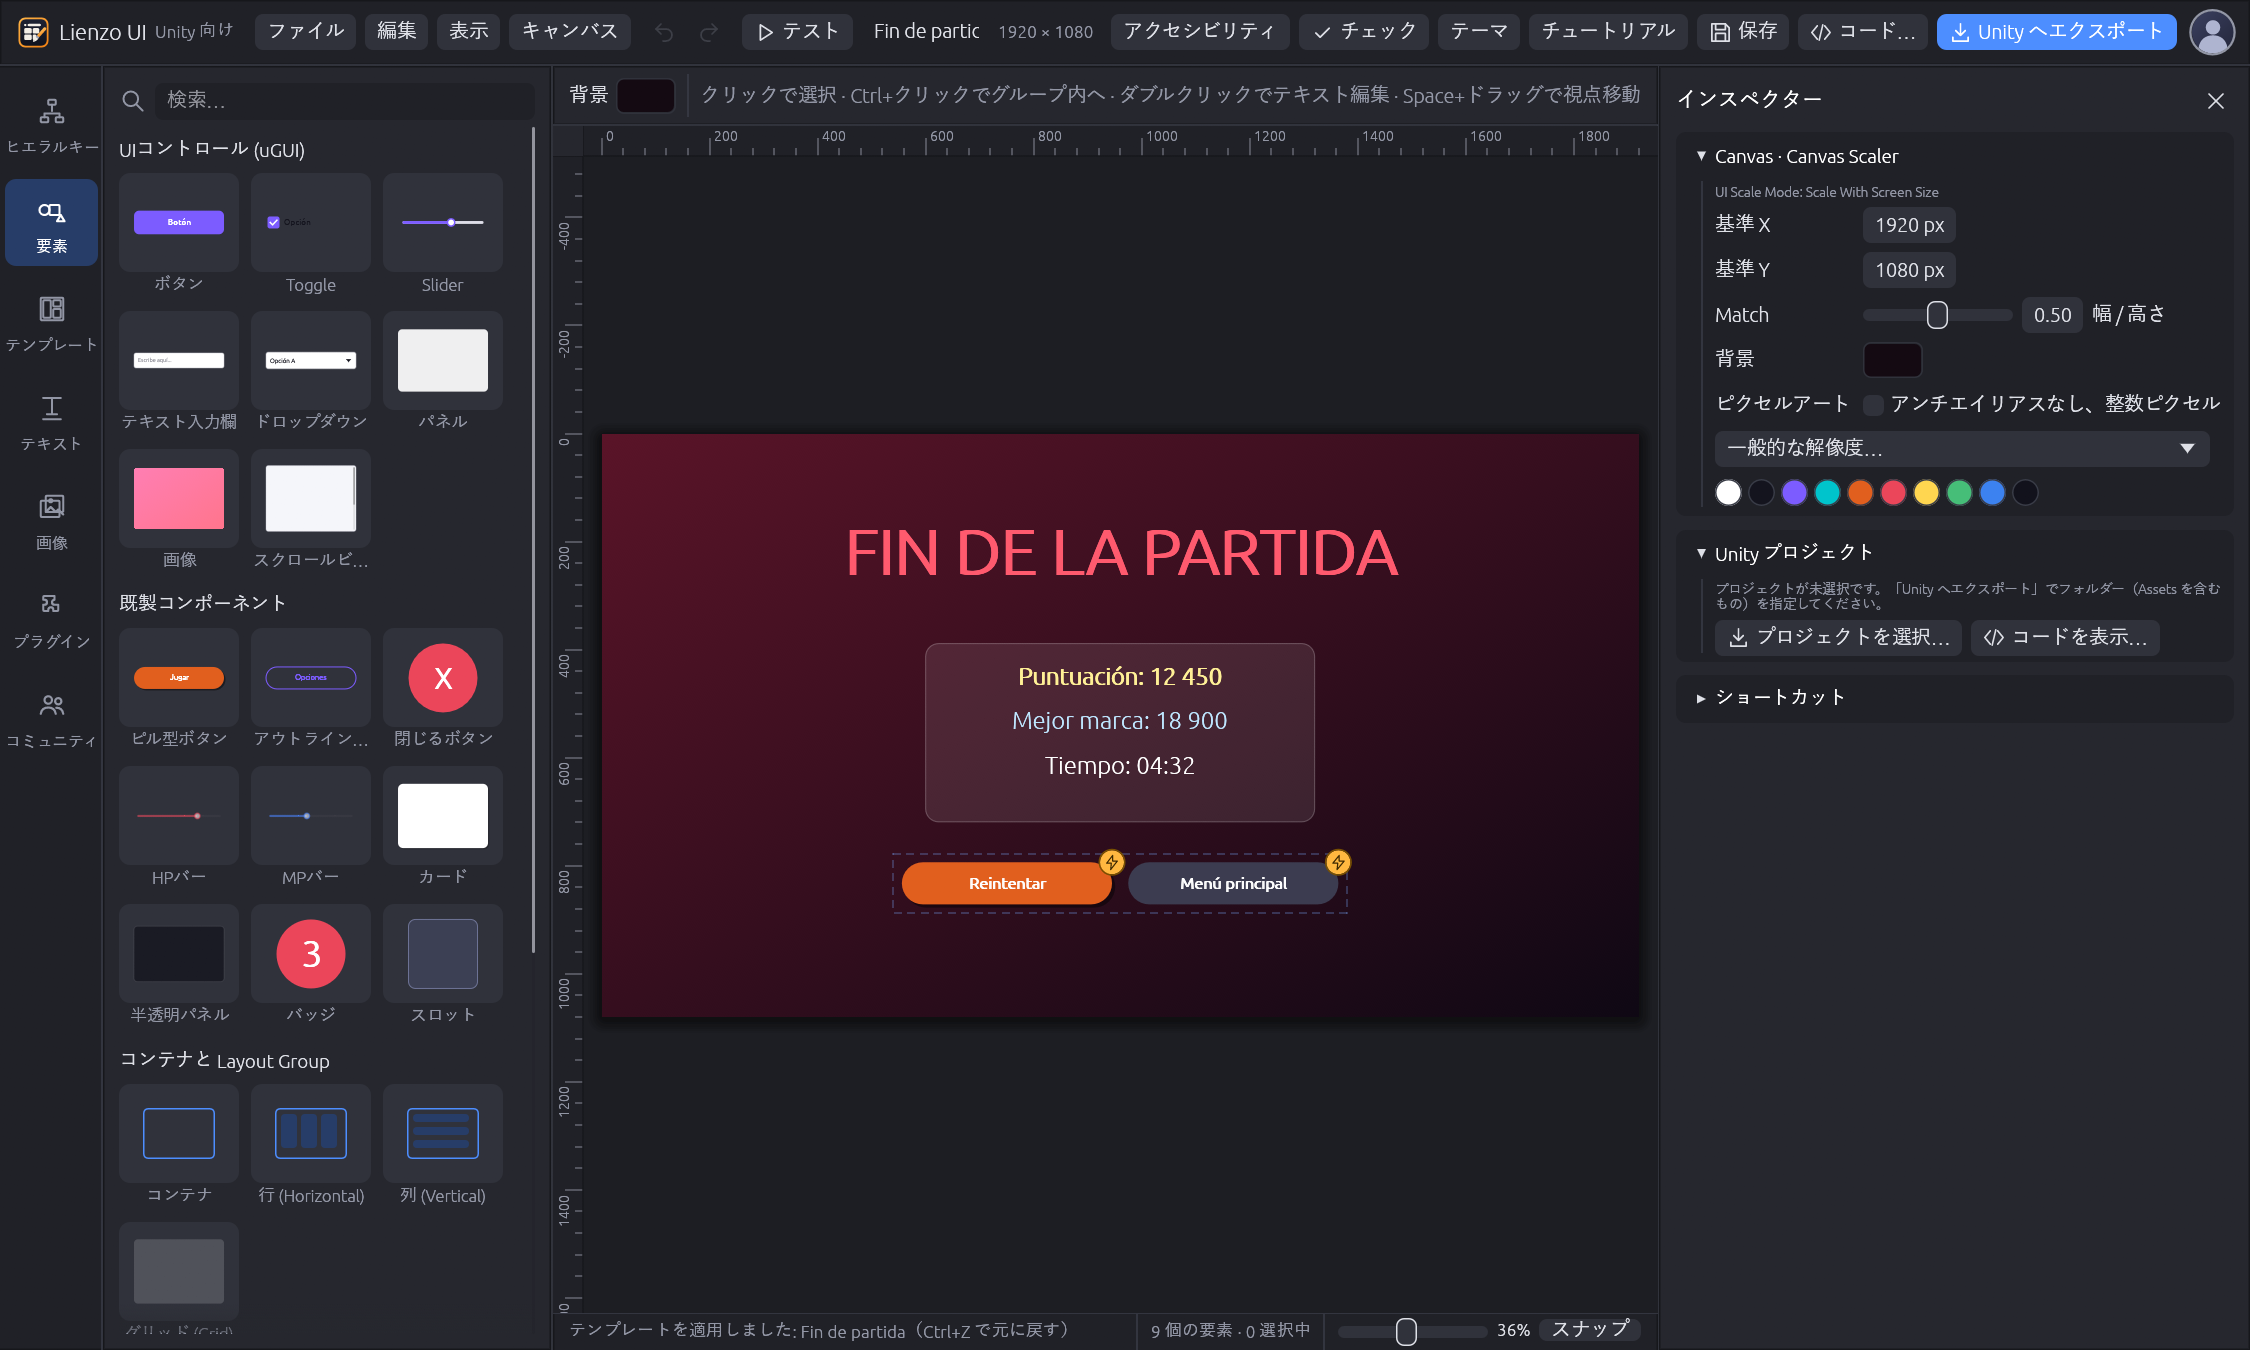 Lienzo UI Unity 向け ファイル 編集 表示 キャンバス テスト Fin de partic 1920 × 1080 アクセシビリティ チェック テーマ チュートリアル 保存 コード... Unity へエクスポート
ヒエラルキー
要素
テンプレート
テキスト
画像
プラグイン
コミュニティ
検索...
UIコントロール (uGUI)
Botón
Opción
ボタン Toggle Slider
Escribe aquí...
Opción A
テキスト入力欄 ドロップダウン パネル
画像 スクロールビ...
既製コンポーネント
Jugar Opciones X
ピル型ボタン アウトライン... 閉じるボタン
HPバー MPバー カード
3
半透明パネル バッジ スロット
コンテナと Layout Group
コンテナ 行 (Horizontal) 列 (Vertical)
グリッド (Grid)
背景 クリックで選択 · Ctrl+クリックでグループ内へ · ダブルクリックでテキスト編集 · Space+ドラッグで視点移動
0 200 400 600 800 1000 1200 1400 1600 1800
-400
-200
0
200
400
600
800
1000
1200
1400
FIN DE LA PARTIDA
Puntuación: 12 450
Mejor marca: 18 900
Tiempo: 04:32
Reintentar Menú principal
テンプレートを適用しました: Fin de partida（Ctrl+Z で元に戻す） 9 個の要素 · 0 選択中 36% スナップ
インスペクター
Canvas · Canvas Scaler
UI Scale Mode: Scale With Screen Size
基準 X 1920 px
基準 Y 1080 px
Match 0.50 幅 / 高さ
背景
ピクセルアート アンチエイリアスなし、整数ピクセル
一般的な解像度...
Unity プロジェクト
プロジェクトが未選択です。「Unity へエクスポート」でフォルダー（Assets を含む
もの）を指定してください。
プロジェクトを選択... コードを表示...
ショートカット